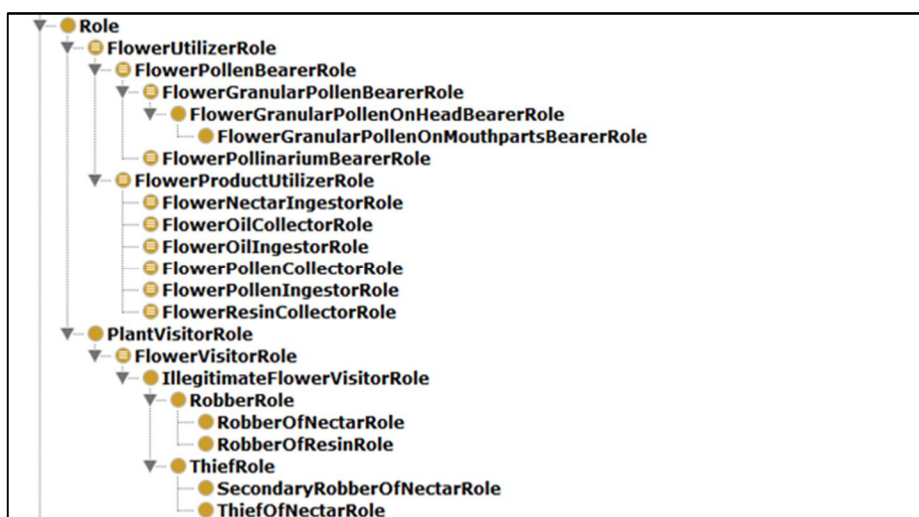 Role
FlowerUtilizerRole
FlowerPollenBearerRole
FlowerGranularPollenBearerRole
FlowerGranularPollenOnHeadBearerRole
FlowerGranularPollenOnMouthpartsBearerRole
FlowerPollinariumBearerRole
FlowerProductUtilizerRole
FlowerNectarIngestorRole
FlowerOilCollectorRole
FlowerOilIngestorRole
FlowerPollenCollectorRole
FlowerPollenIngestorRole
FlowerResinCollectorRole
PlantVisitorRole
FlowerVisitorRole
IllegitimateFlowerVisitorRole
RobberRole
RobberOfNectarRole
RobberOfResinRole
ThiefRole
SecondaryRobberOfNectarRole
ThiefOfNectarRole